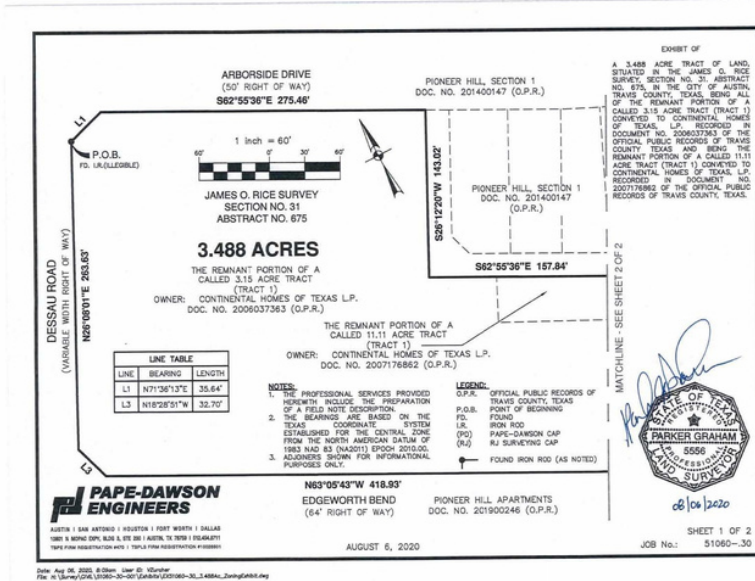 EXHIBIT OF
A 3.488 ACRE TRACT OF LAND,
SITUATED IN THE JAMES O. RICE
SURVEY, SECTION NO. 31, ABSTRACT
NO. 675, IN THE CITY OF AUSTIN,
TRAVIS COUNTY, TEXAS, BEING ALL
OF THE REMNANT PORTION OF A
CALLED 3.15 ACRE TRACT (TRACT 1)
CONVEYED TO CONTINENTAL HOMES
OF TEXAS, L.P. RECORDED IN
DOCUMENT NO. 2006037363 OF THE
OFFICIAL PUBLIC RECORDS OF TRAVIS
COUNTY TEXAS AND BEING THE
REMNANT PORTION OF A CALLED 11.11
ACRE TRACT (TRACT 1) CONVEYED TO
CONTINENTAL HOMES OF TEXAS, L.P.
RECORDED IN DOCUMENT NO.
2007176862 OF THE OFFICIAL PUBLIC
RECORDS OF TRAVIS COUNTY, TEXAS.
ARBORSIDE DRIVE
(50' RIGHT OF WAY)
S62°55'36"E 275.46'
PIONEER HILL, SECTION 1
DOC. NO. 201400147 (O.P.R.)
L1
P.O.B.
FD. I.R.(ILLEGIBLE)
1 inch = 60'
60' 0' 30' 60'
JAMES O. RICE SURVEY
SECTION NO. 31
ABSTRACT NO. 675
S26°12'20"W 143.02'
PIONEER HILL, SECTION 1
DOC. NO. 201400147
(O.P.R.)
3.488 ACRES
THE REMNANT PORTION OF A
CALLED 3.15 ACRE TRACT
(TRACT 1)
OWNER: CONTINENTAL HOMES OF TEXAS L.P.
DOC. NO. 2006037363 (O.P.R.)
S62°55'36"E 157.84'
DESSAU ROAD
(VARIABLE WIDTH RIGHT OF WAY)
N26°08'01"E 263.63'
THE REMNANT PORTION OF A
CALLED 11.11 ACRE TRACT
(TRACT 1)
OWNER: CONTINENTAL HOMES OF TEXAS L.P.
DOC. NO. 2007176862 (O.P.R.)
MATCHLINE - SEE SHEET 2 OF 2
LINE TABLE
LINE BEARING LENGTH
L1 N71°36'13"E 35.64'
L3 N18°28'51"W 32.70'
NOTES:
1. THE PROFESSIONAL SERVICES PROVIDED
HEREWITH INCLUDE THE PREPARATION
OF A FIELD NOTE DESCRIPTION.
2. THE BEARINGS ARE BASED ON THE
TEXAS COORDINATE SYSTEM
ESTABLISHED FOR THE CENTRAL ZONE
FROM THE NORTH AMERICAN DATUM OF
1983 NAD 83 (NA2011) EPOCH 2010.00.
3. ADJOINERS SHOWN FOR INFORMATIONAL
PURPOSES ONLY.
LEGEND:
O.P.R. OFFICIAL PUBLIC RECORDS OF
TRAVIS COUNTY, TEXAS
P.O.B. POINT OF BEGINNING
FD. FOUND
I.R. IRON ROD
(PD) PAPE-DAWSON CAP
(RJ) RJ SURVEYING CAP
FOUND IRON ROD (AS NOTED)
L3
N63°05'43"W 418.93'
EDGEWORTH BEND
(64' RIGHT OF WAY)
PIONEER HILL APARTMENTS
DOC. NO. 201900246 (O.P.R.)
STATE OF TEXAS
REGISTERED
PARKER GRAHAM
5556
PROFESSIONAL
LAND SURVEYOR
08/06/2020
PAPE-DAWSON
ENGINEERS
AUSTIN I SAN ANTONIO I HOUSTON I FORT WORTH I DALLAS
AUGUST 6, 2020
SHEET 1 OF 2
JOB No.: 51060-.30
Date: Aug 06, 2020, 8:09am User ID: VZurcher